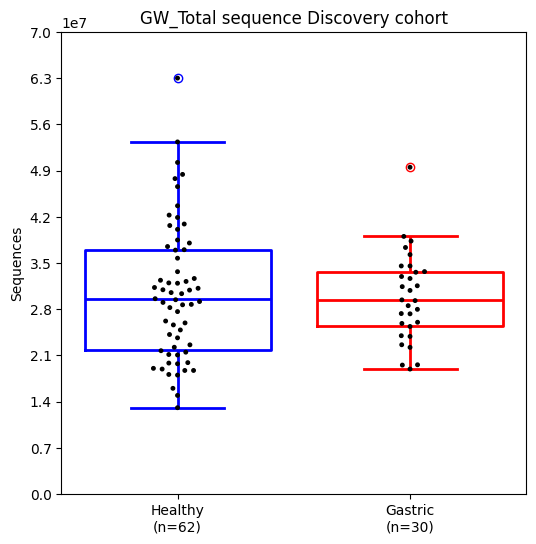 GW_Total sequence Discovery cohort
1e7
7.0
6.3
5.6
4.9
4.2
3.5
2.8
2.1
1.4
0.7
0.0
Sequences
Healthy
(n=62)
Gastric
(n=30)